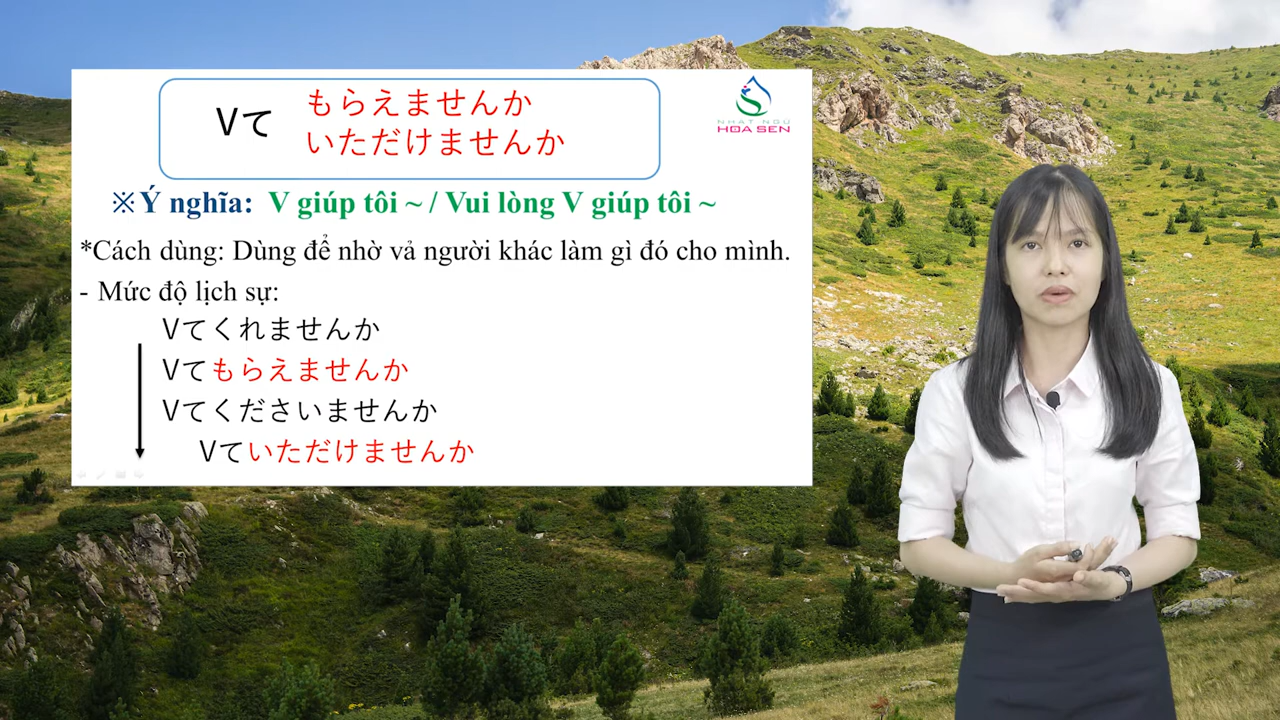 Vて
もらえませんか
いただけませんか
NHẬT NGỮ
HOA SEN
※Ý nghĩa: V giúp tôi ~ / Vui lòng V giúp tôi ~
*Cách dùng: Dùng để nhờ vả người khác làm gì đó cho mình.
- Mức độ lịch sự:
Vてくれませんか
Vてもらえませんか
Vてくださいませんか
Vていただけませんか